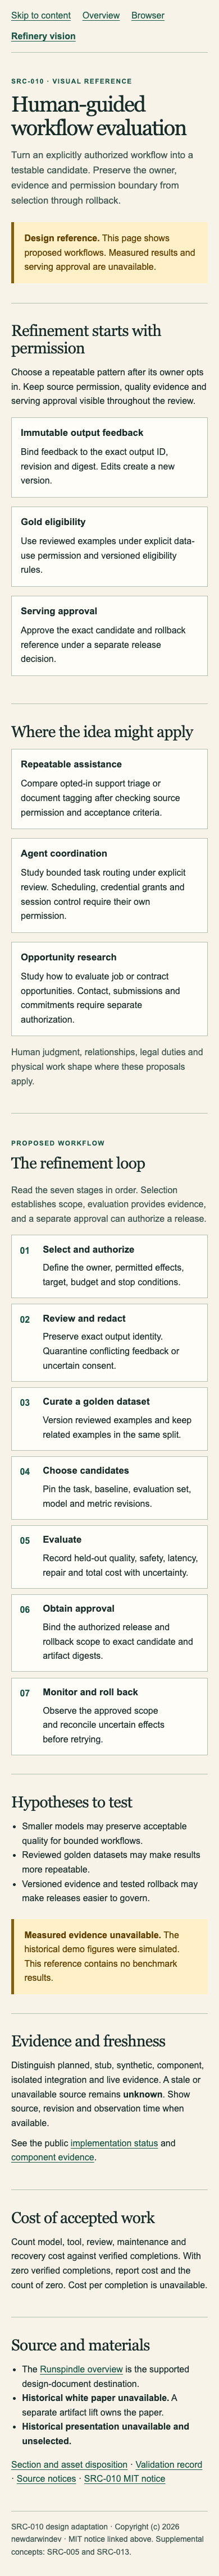 Skip to content Overview Browser
Refinery vision
SRC-010 · VISUAL REFERENCE
Human-guided
workflow evaluation
Turn an explicitly authorized workflow into a
testable candidate. Preserve the owner,
evidence and permission boundary from
selection through rollback.
Design reference. This page shows
proposed workflows. Measured results and
serving approval are unavailable.
Refinement starts with
permission
Choose a repeatable pattern after its owner opts
in. Keep source permission, quality evidence and
serving approval visible throughout the review.
Immutable output feedback
Bind feedback to the exact output ID,
revision and digest. Edits create a new
version.
Gold eligibility
Use reviewed examples under explicit data-
use permission and versioned eligibility
rules.
Serving approval
Approve the exact candidate and rollback
reference under a separate release
decision.
Where the idea might apply
Repeatable assistance
Compare opted-in support triage or
document tagging after checking source
permission and acceptance criteria.
Agent coordination
Study bounded task routing under explicit
review. Scheduling, credential grants and
session control require their own
permission.
Opportunity research
Study how to evaluate job or contract
opportunities. Contact, submissions and
commitments require separate
authorization.
Human judgment, relationships, legal duties and
physical work shape where these proposals
apply.
PROPOSED WORKFLOW
The refinement loop
Read the seven stages in order. Selection
establishes scope, evaluation provides evidence,
and a separate approval can authorize a release.
01 Select and authorize
Define the owner, permitted effects,
target, budget and stop conditions.
02 Review and redact
Preserve exact output identity.
Quarantine conflicting feedback or
uncertain consent.
03 Curate a golden dataset
Version reviewed examples and keep
related examples in the same split.
04 Choose candidates
Pin the task, baseline, evaluation set,
model and metric revisions.
05 Evaluate
Record held-out quality, safety, latency,
repair and total cost with uncertainty.
06 Obtain approval
Bind the authorized release and
rollback scope to exact candidate and
artifact digests.
07 Monitor and roll back
Observe the approved scope
and reconcile uncertain effects
before retrying.
Hypotheses to test
• Smaller models may preserve acceptable
quality for bounded workflows.
• Reviewed golden datasets may make results
more repeatable.
• Versioned evidence and tested rollback may
make releases easier to govern.
Measured evidence unavailable. The
historical demo figures were simulated.
This reference contains no benchmark
results.
Evidence and freshness
Distinguish planned, stub, synthetic, component,
isolated integration and live evidence. A stale or
unavailable source remains unknown. Show
source, revision and observation time when
available.
See the public implementation status and
component evidence.
Cost of accepted work
Count model, tool, review, maintenance and
recovery cost against verified completions. With
zero verified completions, report cost and the
count of zero. Cost per completion is unavailable.
Source and materials
• The Runspindle overview is the supported
design-document destination.
• Historical white paper unavailable. A
separate artifact lift owns the paper.
• Historical presentation unavailable and
unselected.
Section and asset disposition · Validation record
· Source notices · SRC-010 MIT notice
SRC-010 design adaptation · Copyright (c) 2026
newdarwindev · MIT notice linked above. Supplemental
concepts: SRC-005 and SRC-013.